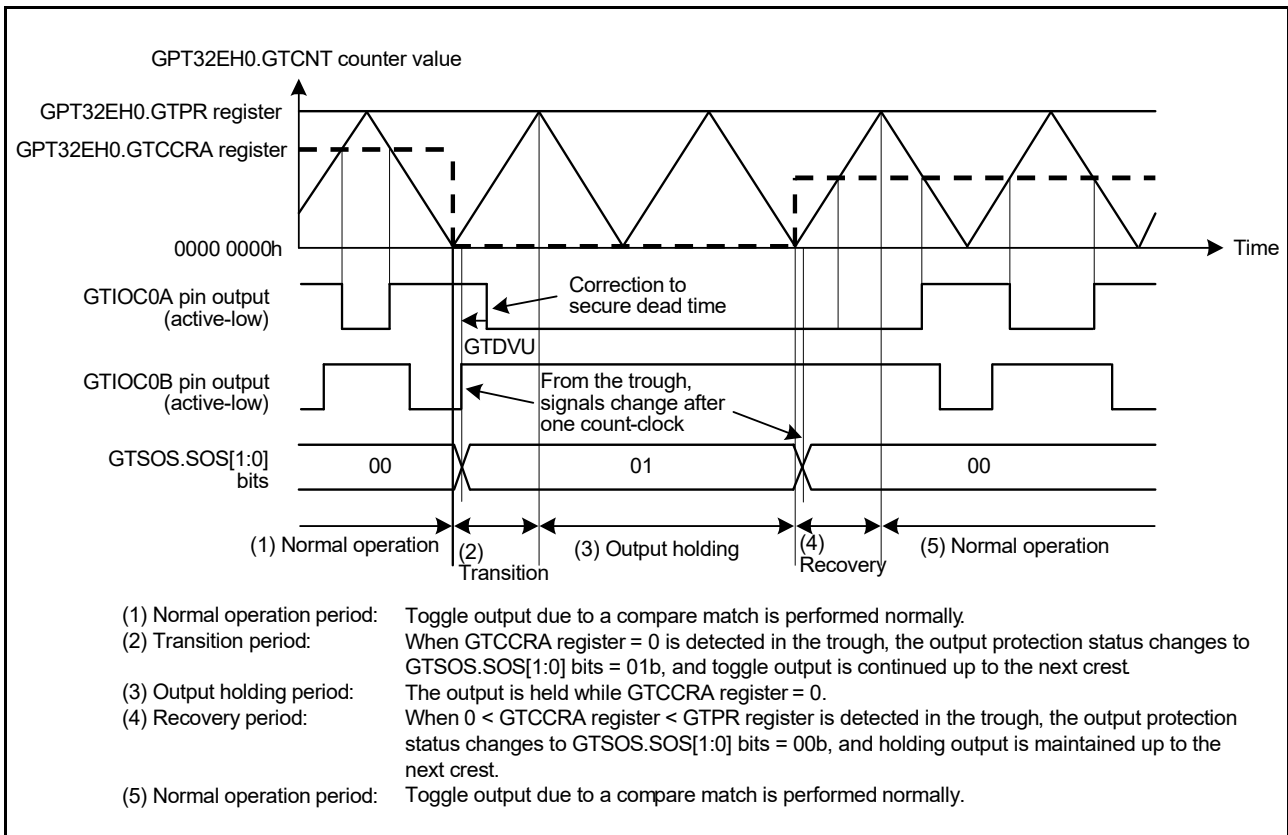 GPT32EH0.GTCNT counter value
GPT32EH0.GTPR register
GPT32EH0.GTCCRA register
0000 0000h
Time
GTIOC0A pin output
(active-low)
Correction to
secure dead time
GTDVU
GTIOC0B pin output
(active-low)
From the trough,
signals change after
one count-clock
GTSOS.SOS[1:0]
bits
00
01
00
(1) Normal operation
(2)
Transition
(3) Output holding
(4)
Recovery
(5) Normal operation
(1) Normal operation period: Toggle output due to a compare match is performed normally.
(2) Transition period: When GTCCRA register = 0 is detected in the trough, the output protection status changes to
GTSOS.SOS[1:0] bits = 01b, and toggle output is continued up to the next crest.
(3) Output holding period: The output is held while GTCCRA register = 0.
(4) Recovery period: When 0 < GTCCRA register < GTPR register is detected in the trough, the output protection
status changes to GTSOS.SOS[1:0] bits = 00b, and holding output is maintained up to the
next crest.
(5) Normal operation period: Toggle output due to a compare match is performed normally.